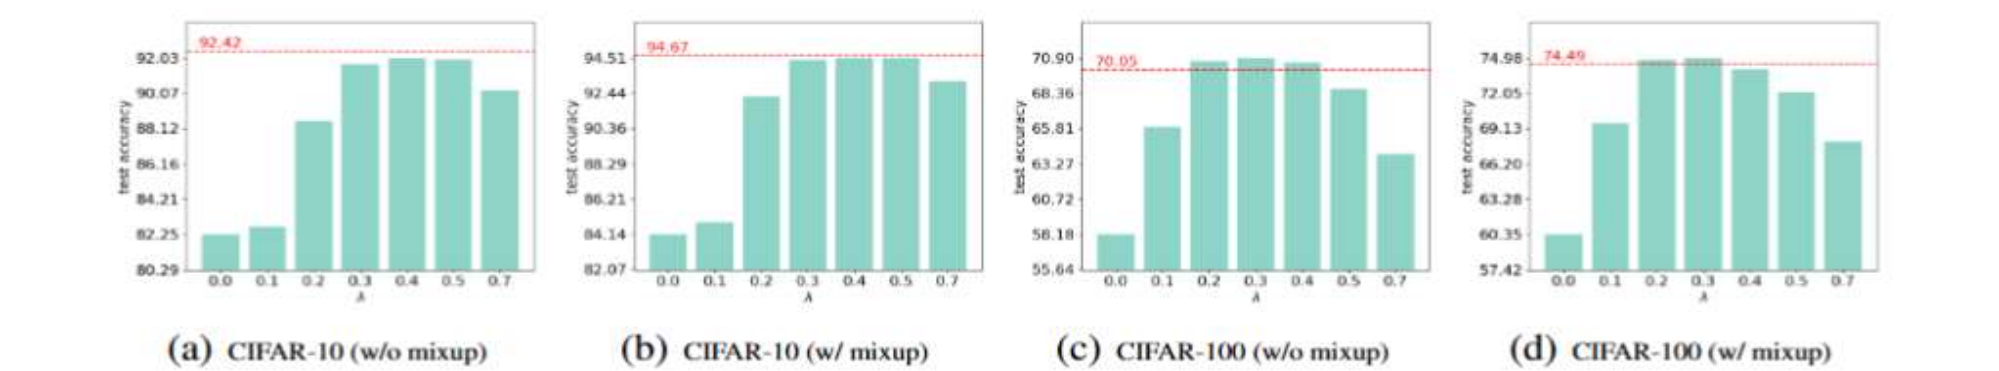 92.42
92.03
90.07
88.12
86.16
84.21
82.25
80.29
test accuracy
0.0 0.1 0.2 0.3 0.4 0.5 0.7
λ
(a) CIFAR-10 (w/o mixup)
94.67
94.51
92.44
90.36
88.29
86.21
84.14
82.07
test accuracy
0.0 0.1 0.2 0.3 0.4 0.5 0.7
λ
(b) CIFAR-10 (w/ mixup)
70.05
70.90
68.36
65.81
63.27
60.72
58.18
55.64
test accuracy
0.0 0.1 0.2 0.3 0.4 0.5 0.7
λ
(c) CIFAR-100 (w/o mixup)
74.49
74.98
72.05
69.13
66.20
63.28
60.35
57.42
test accuracy
0.0 0.1 0.2 0.3 0.4 0.5 0.7
λ
(d) CIFAR-100 (w/ mixup)